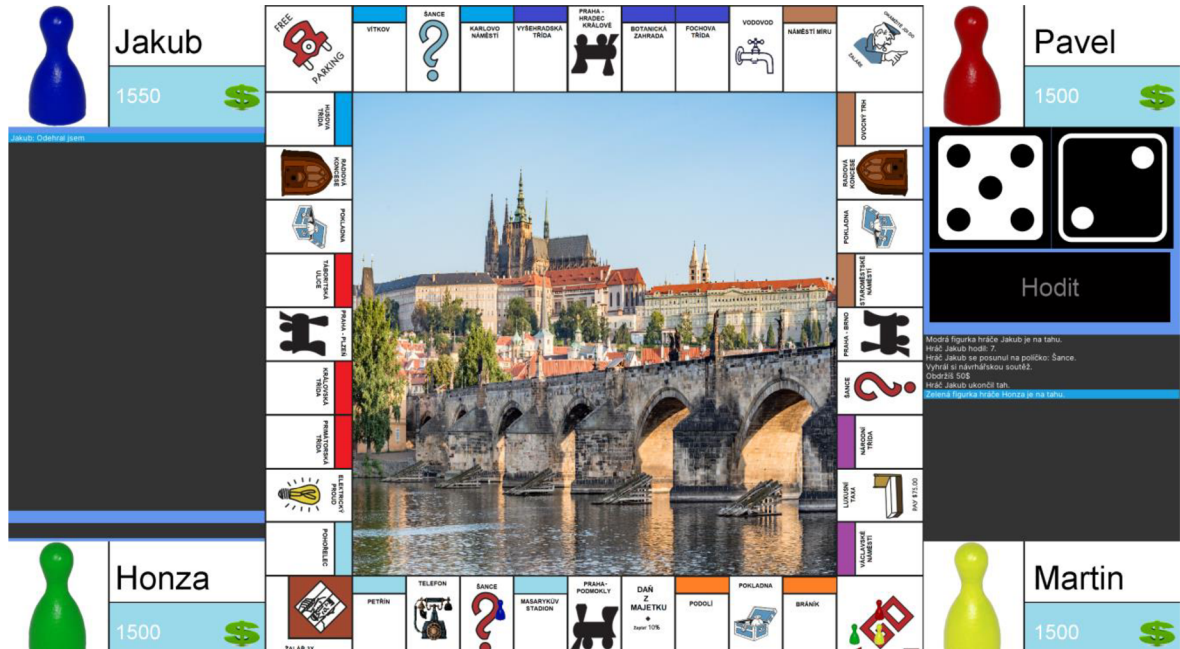 Jakub
1550
Jakub: Odehrál jsem
Honza
1500
FREE
PARKING
VÍTKOV
ŠANCE
KARLOVO
NÁMĚSTÍ
VYŠEHRADSKÁ
TŘÍDA
PRAHA -
HRADEC
KRÁLOVÉ
BOTANICKÁ
ZAHRADA
FOCHOVA
TŘÍDA
VODOVOD
NÁMĚSTÍ MÍRU
HUSOVA
TŘÍDA
RADIOVÁ
KONCESE
POKLADNA
TÁBORITSKÁ
ULICE
PRAHA - PLZEŇ
KRÁLOVSKÁ
TŘÍDA
PRIMÁTORSKÁ
TŘÍDA
ELEKTRICKÝ
PROUD
POHOŘELEC
OVOCNÝ TRH
RADIOVÁ
KONCESE
POKLADNA
STAROMĚSTSKÉ
NÁMĚSTÍ
PRAHA - BRNO
ŠANCE
NÁRODNÍ
TŘÍDA
LUXUSNÍ
TAXA
PAY $75.00
VÁCLAVSKÉ
NÁMĚSTÍ
PETŘÍN
TELEFON
ŠANCE
MASARYKŮV
STADION
PRAHA-
PODMOKLY
DAŇ
Z
MAJETKU
Zaplať 10%
PODOLÍ
POKLADNA
BRÁNÍK
GO
Pavel
1500
Hodit
Modrá figurka hráče Jakub je na tahu.
Hráč Jakub hodil: 7.
Hráč Jakub se posunul na políčko: Šance.
Vyhrál si návrhářskou soutěž.
Obdržíš 50$
Hráč Jakub ukončil tah.
Zelená figurka hráče Honza je na tahu.
Martin
1500